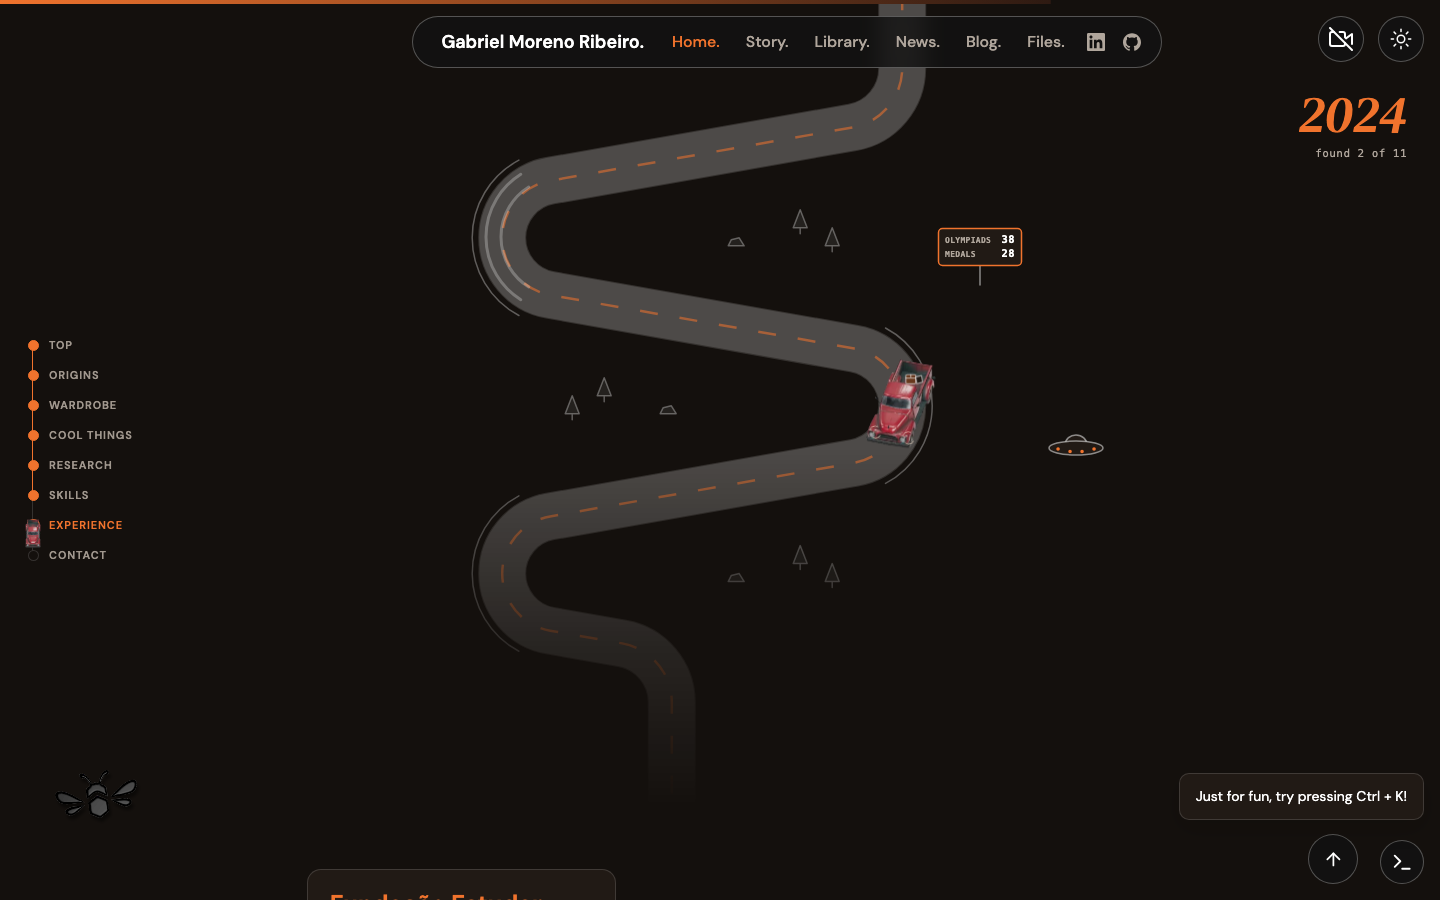 Gabriel Moreno Ribeiro. Home. Story. Library. News. Blog. Files.
2024
found 2 of 11
OLYMPIADS 38
MEDALS 28
TOP
ORIGINS
WARDROBE
COOL THINGS
RESEARCH
SKILLS
EXPERIENCE
CONTACT
Just for fun, try pressing Ctrl + K!